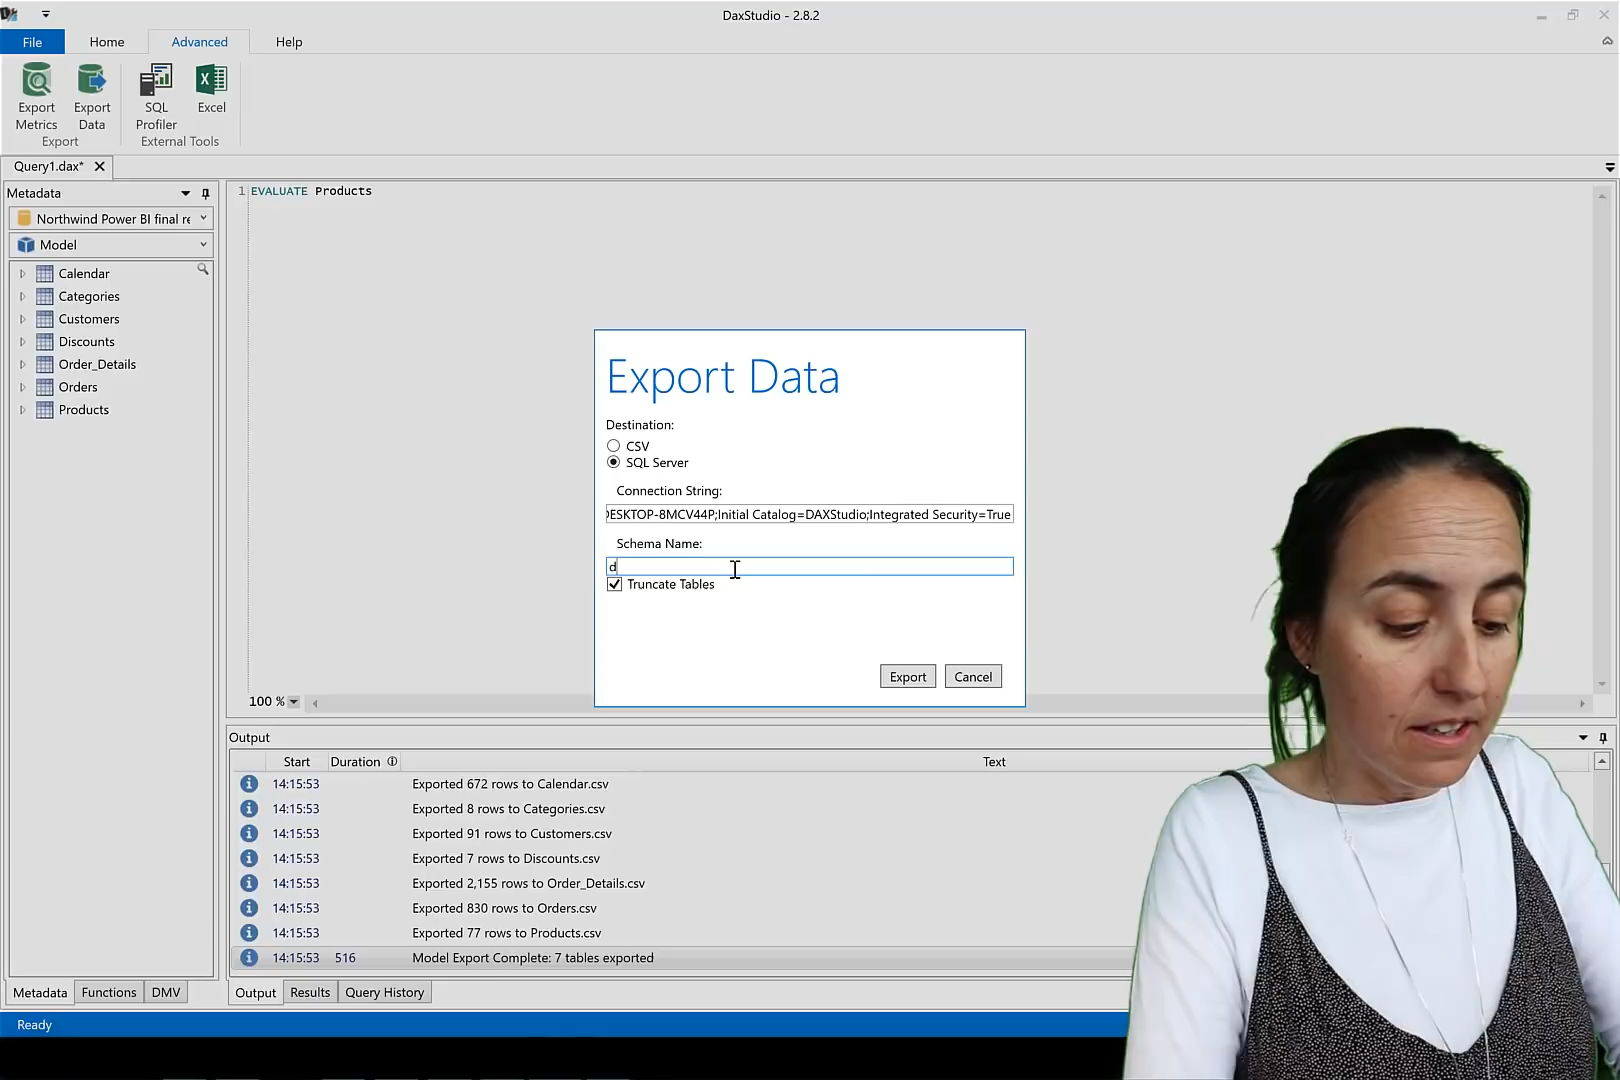 DaxStudio - 2.8.2
File Home Advanced Help
Export Metrics
Export Data
SQL Profiler
Excel
Export
External Tools
Query1.dax*
Metadata
Northwind Power BI final re
Model
Calendar
Categories
Customers
Discounts
Order_Details
Orders
Products
1 EVALUATE Products
Export Data
Destination:
CSV
SQL Server
Connection String:
DESKTOP-8MCV44P;Initial Catalog=DAXStudio;Integrated Security=True
Schema Name:
d
Truncate Tables
Export Cancel
100 %
Output
Start Duration Text
14:15:53 Exported 672 rows to Calendar.csv
14:15:53 Exported 8 rows to Categories.csv
14:15:53 Exported 91 rows to Customers.csv
14:15:53 Exported 7 rows to Discounts.csv
14:15:53 Exported 2,155 rows to Order_Details.csv
14:15:53 Exported 830 rows to Orders.csv
14:15:53 Exported 77 rows to Products.csv
14:15:53 516 Model Export Complete: 7 tables exported
Metadata Functions DMV
Output Results Query History
Ready